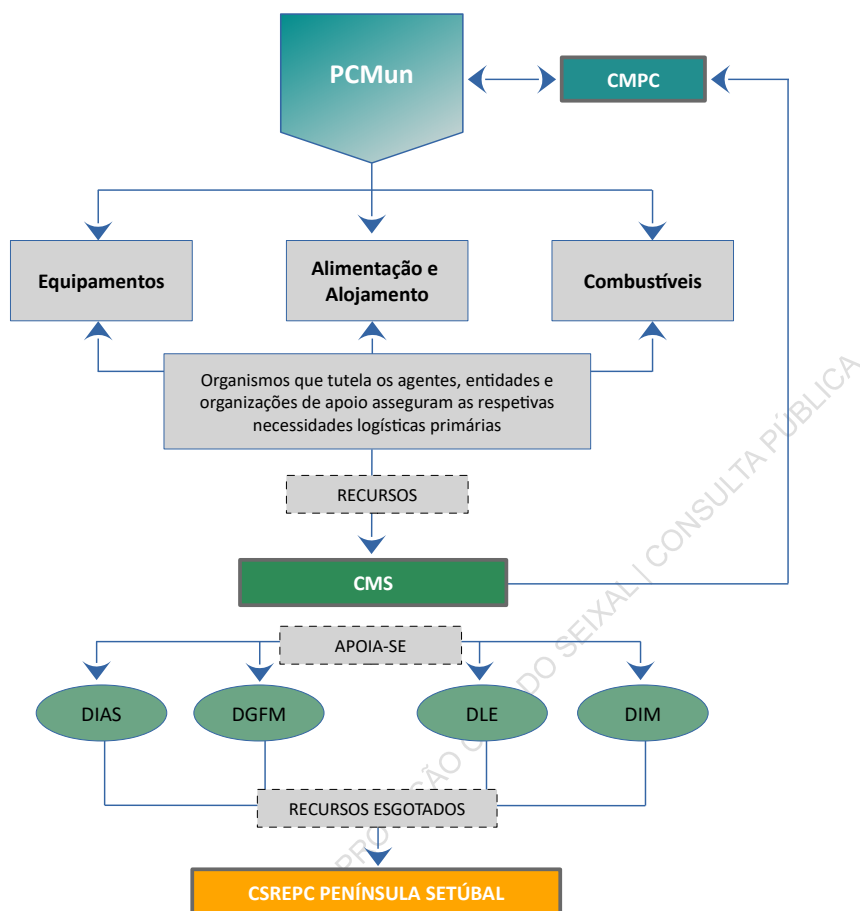 PCMun
CMPC
Equipamentos
Alimentação e
Alojamento
Combustíveis
Organismos que tutela os agentes, entidades e
organizações de apoio asseguram as respetivas
necessidades logísticas primárias
RECURSOS
CMS
APOIA-SE
DIAS
DGFM
DLE
DIM
RECURSOS ESGOTADOS
CSREPC PENÍNSULA SETÚBAL
DO SEIXAL | CONSULTA PÚBLICA